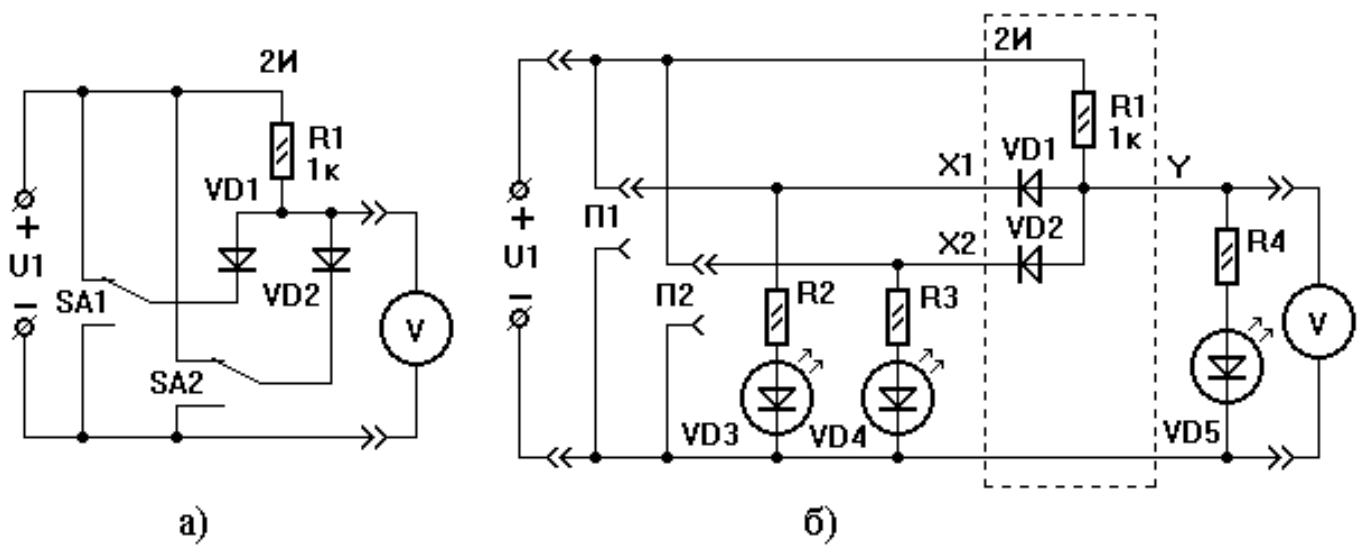 2И
R1
1к
VD1
+
U1
−
SA1
VD2
V
SA2
а)
2И
R1
1к
VD1
X1
Y
П1
+
U1
−
VD2
X2
R4
П2
R2
R3
V
VD3
VD4
VD5
б)